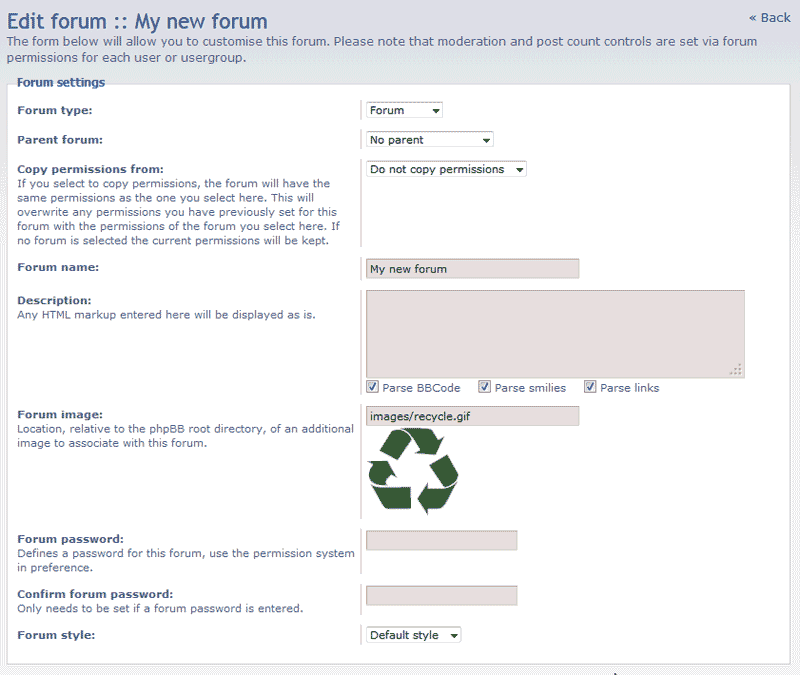 Edit forum :: My new forum
« Back
The form below will allow you to customise this forum. Please note that moderation and post count controls are set via forum
permissions for each user or usergroup.
Forum settings
Forum type:
Forum
Parent forum:
No parent
Copy permissions from:
Do not copy permissions
If you select to copy permissions, the forum will have the
same permissions as the one you select here. This will
overwrite any permissions you have previously set for this
forum with the permissions of the forum you select here. If
no forum is selected the current permissions will be kept.
Forum name:
My new forum
Description:
Any HTML markup entered here will be displayed as is.
Parse BBCode Parse smilies Parse links
Forum image:
images/recycle.gif
Location, relative to the phpBB root directory, of an additional
image to associate with this forum.
Forum password:
Defines a password for this forum, use the permission system
in preference.
Confirm forum password:
Only needs to be set if a forum password is entered.
Forum style:
Default style